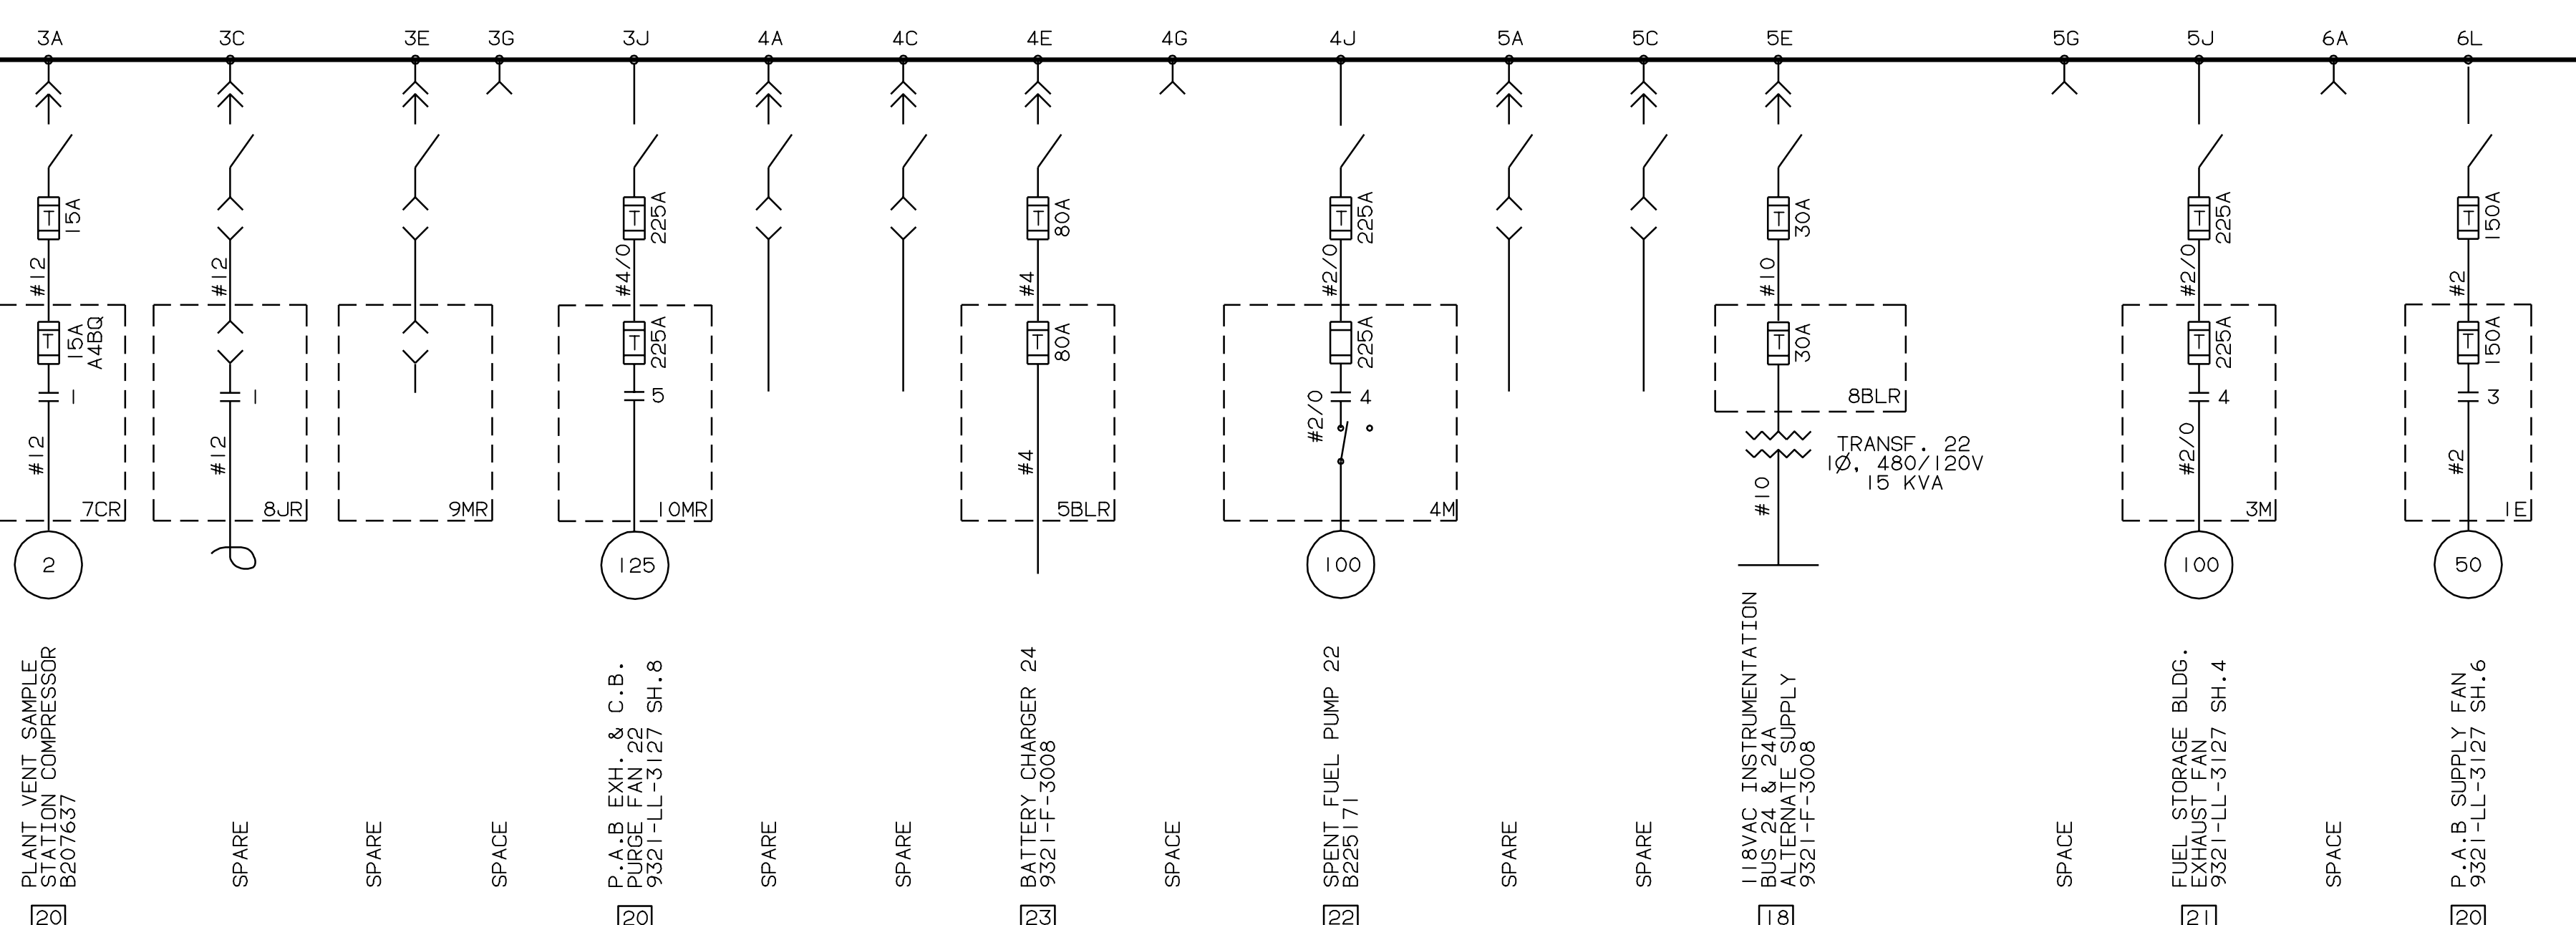 3A
3C
3E
3G
3J
4A
4C
4E
4G
4J
5A
5C
5E
5G
5J
6A
6L
T
15A
#12
T
15A
A4BQ
1
#12
7CR
2
PLANT VENT SAMPLE
STATION COMPRESSOR
B207637
20
#12
1
#12
8JR
SPARE
9MR
SPARE
SPACE
T
225A
#4/0
T
225A
5
10MR
125
P.A.B EXH. & C.B.
PURGE FAN 22
9321-LL-3127 SH.8
20
SPARE
SPARE
T
80A
#4
T
80A
#4
5BLR
BATTERY CHARGER 24
9321-F-3008
23
SPACE
T
225A
#2/0
225A
4
#2/0
4M
100
SPENT FUEL PUMP 22
B225171
22
SPARE
SPARE
T
30A
#10
T
30A
8BLR
TRANSF. 22
1Ø, 480/120V
15 KVA
#10
118VAC INSTRUMENTATION
BUS 24 & 24A
ALTERNATE SUPPLY
9321-F-3008
18
SPACE
T
225A
#2/0
T
225A
4
#2/0
3M
100
FUEL STORAGE BLDG.
EXHAUST FAN
9321-LL-3127 SH.4
21
SPACE
T
150A
#2
T
150A
3
#2
1E
50
P.A.B SUPPLY FAN
9321-LL-3127 SH.6
20